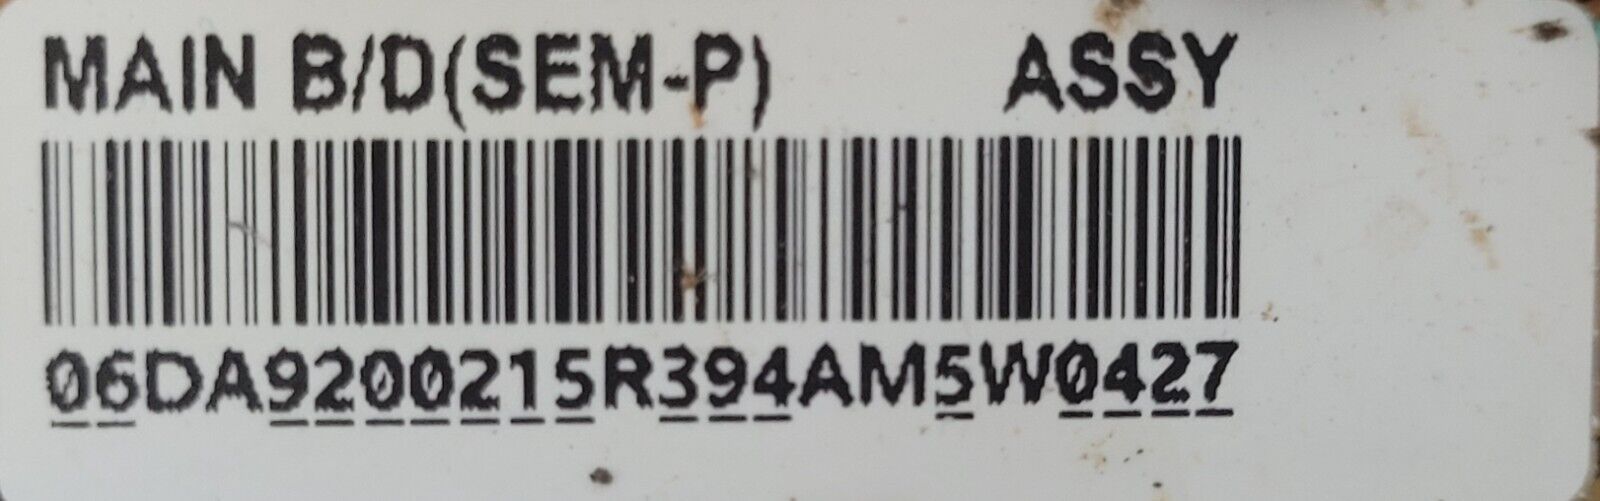 MAIN B/D(SEM-P) ASSY
06DA9200215R394AM5W0427